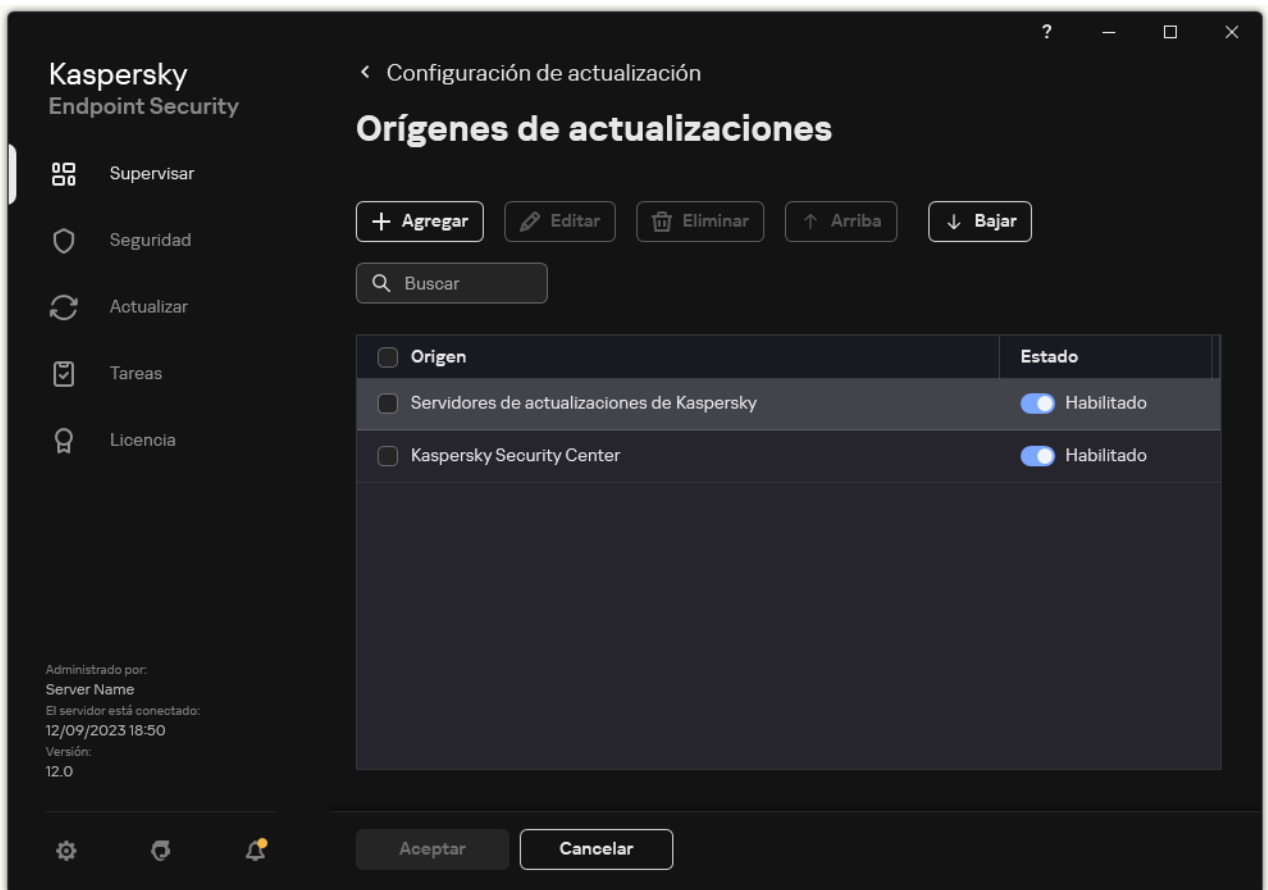 ?
Kaspersky
Endpoint Security
Supervisar
Seguridad
Actualizar
Tareas
Licencia
Administrado por:
Server Name
El servidor está conectado:
12/09/2023 18:50
Versión:
12.0
Configuración de actualización
Orígenes de actualizaciones
Agregar Editar Eliminar Arriba Bajar
Buscar
Origen Estado
Servidores de actualizaciones de Kaspersky Habilitado
Kaspersky Security Center Habilitado
Aceptar Cancelar